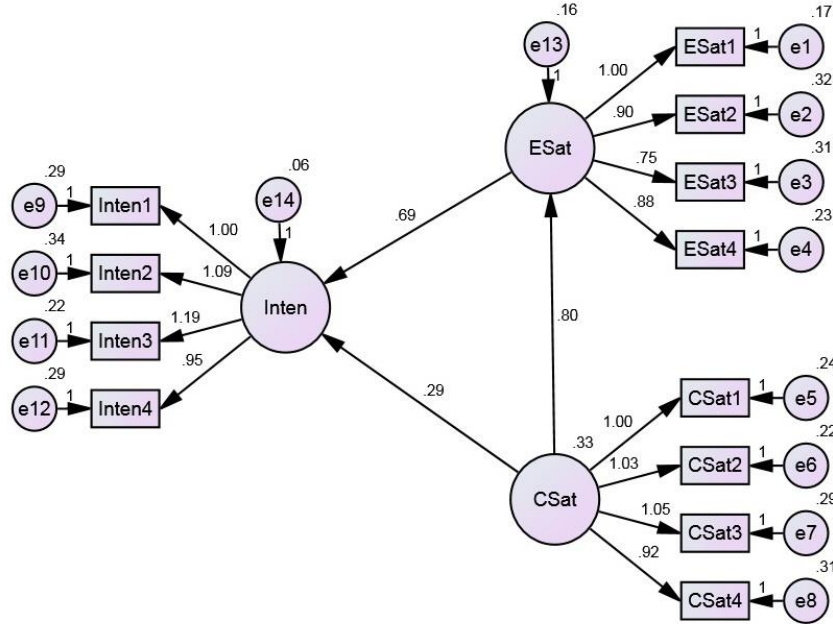 .16
e13
1
.17
1.00
ESat1
1
e1
.32
.90
ESat2
1
e2
.31
.75
ESat3
1
e3
.23
.88
ESat4
1
e4
ESat
.29
e9
1
Inten1
.06
e14
1
1.00
.34
e10
1
Inten2
1.09
.22
e11
1
Inten3
1.19
.29
e12
1
Inten4
.95
Inten
.69
.80
.29
.24
1.00
CSat1
1
e5
.33
.22
1.03
CSat2
1
e6
CSat
.29
1.05
CSat3
1
e7
.31
.92
CSat4
1
e8